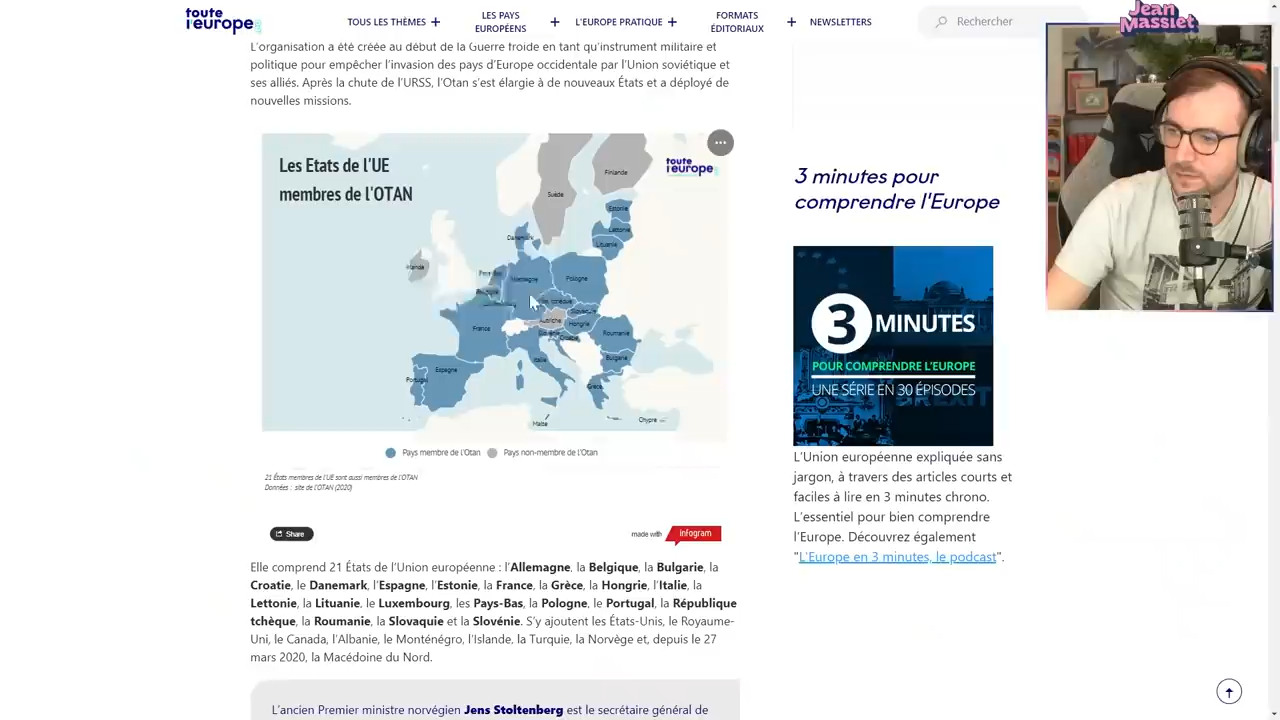 toute l'europe
TOUS LES THÈMES +
LES PAYS EUROPÉENS +
L'EUROPE PRATIQUE +
FORMATS ÉDITORIAUX +
NEWSLETTERS
Rechercher
Jean Massiet
L'organisation a été créée au début de la Guerre froide en tant qu'instrument militaire et
politique pour empêcher l'invasion des pays d'Europe occidentale par l'Union soviétique et
ses alliés. Après la chute de l'URSS, l'Otan s'est élargie à de nouveaux États et a déployé de
nouvelles missions.
Les Etats de l'UE
membres de l'OTAN
toute l'europe
Finlande
Suède
Estonie
Lettonie
Lituanie
Danemark
Irlande
Pays-Bas
Allemagne
Pologne
Belgique
Slovaquie
Autriche
Hongrie
France
Slovénie
Croatie
Roumanie
Italie
Bulgarie
Espagne
Portugal
Grèce
Malte
Chypre
Pays membre de l'Otan
Pays non-membre de l'Otan
21 États membres de l'UE sont aussi membres de l'OTAN
Données : site de l'OTAN (2020)
Share
made with infogram
Elle comprend 21 États de l'Union européenne : l'Allemagne, la Belgique, la Bulgarie, la
Croatie, le Danemark, l'Espagne, l'Estonie, la France, la Grèce, la Hongrie, l'Italie, la
Lettonie, la Lituanie, le Luxembourg, les Pays-Bas, la Pologne, le Portugal, la République
tchèque, la Roumanie, la Slovaquie et la Slovénie. S'y ajoutent les États-Unis, le Royaume-
Uni, le Canada, l'Albanie, le Monténégro, l'Islande, la Turquie, la Norvège et, depuis le 27
mars 2020, la Macédoine du Nord.
L'ancien Premier ministre norvégien Jens Stoltenberg est le secrétaire général de
3 minutes pour
comprendre l'Europe
3 MINUTES
POUR COMPRENDRE L'EUROPE
UNE SÉRIE EN 30 ÉPISODES
L'Union européenne expliquée sans
jargon, à travers des articles courts et
faciles à lire en 3 minutes chrono.
L'essentiel pour bien comprendre
l'Europe. Découvrez également
"L'Europe en 3 minutes, le podcast".